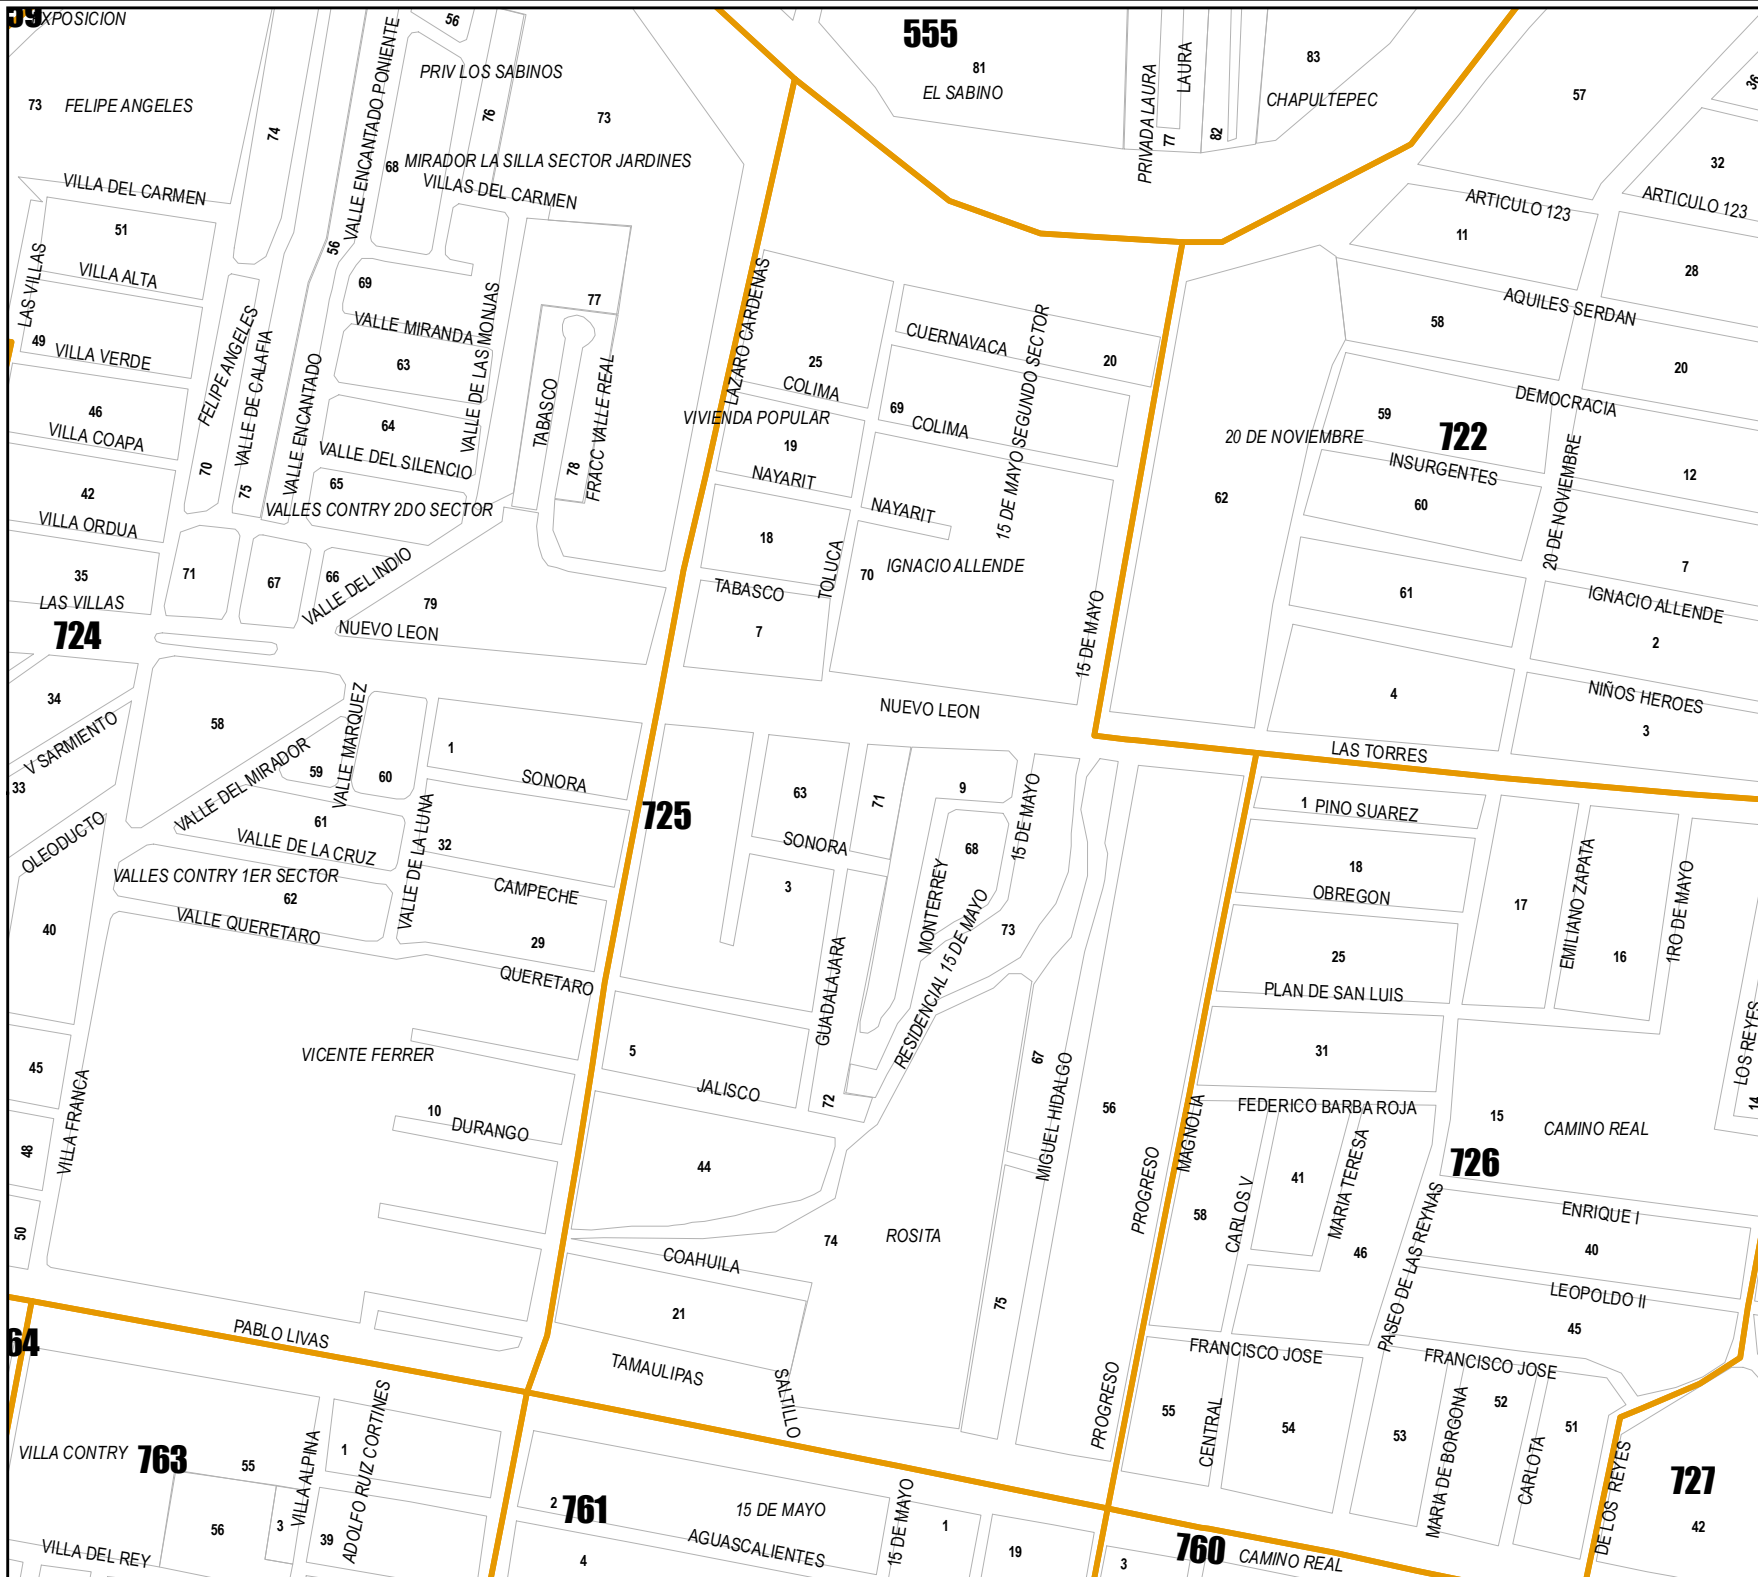 59
XPOSICION
56
555
81
EL SABINO
PRIVADA LAURA
LAURA
77
82
83
CHAPULTEPEC
57
36
32
73
FELIPE ANGELES
74
VALLE ENCANTADO PONIENTE
PRIV LOS SABINOS
76
73
68
MIRADOR LA SILLA SECTOR JARDINES
VILLAS DEL CARMEN
VILLA DEL CARMEN
51
LAS VILLAS
VILLA ALTA
56
69
VALLE MIRANDA
63
VALLE DE LAS MONJAS
77
TABASCO
78
FRACC VALLE REAL
49
VILLA VERDE
FELIPE ANGELES
VALLE DE CALAFIA
VALLE ENCANTADO
46
VILLA COAPA
70
75
64
VALLE DEL SILENCIO
65
VALLES CONTRY 2DO SECTOR
42
VILLA ORDUA
35
LAS VILLAS
71
67
66
VALLE DEL INDIO
79
NUEVO LEON
724
LAZARO CARDENAS
25
COLIMA
VIVIENDA POPULAR
19
NAYARIT
18
TABASCO
7
TOLUCA
CUERNAVACA
20
69
COLIMA
NAYARIT
70
IGNACIO ALLENDE
15 DE MAYO SEGUNDO SECTOR
15 DE MAYO
NUEVO LEON
ARTICULO 123
11
ARTICULO 123
28
AQUILES SERDAN
58
20
DEMOCRACIA
59
722
20 DE NOVIEMBRE
INSURGENTES
60
62
20 DE NOVIEMBRE
12
7
61
IGNACIO ALLENDE
2
4
NIÑOS HEROES
3
LAS TORRES
34
V SARMIENTO
33
58
VALLE DEL MIRADOR
59
VALLE MARQUEZ
60
1
SONORA
OLEODUCTO
61
VALLE DE LA CRUZ
VALLE DE LA LUNA
32
CAMPECHE
VALLES CONTRY 1ER SECTOR
62
VALLE QUERETARO
29
QUERETARO
40
45
48
50
VILLA FRANCA
VICENTE FERRER
10
DURANGO
725
63
71
SONORA
3
9
68
MONTERREY
15 DE MAYO
RESIDENCIAL 15 DE MAYO
73
GUADALAJARA
5
JALISCO
72
44
67
MIGUEL HIDALGO
56
74
ROSITA
COAHUILA
21
TAMAULIPAS
SALTILLO
75
PROGRESO
PROGRESO
MAGNOLIA
1 PINO SUAREZ
18
OBREGON
25
PLAN DE SAN LUIS
31
FEDERICO BARBA ROJA
17
EMILIANO ZAPATA
16
1RO DE MAYO
LOS REYES
14
15
CAMINO REAL
726
58
CARLOS V
41
MARIA TERESA
46
PASEO DE LAS REYNAS
ENRIQUE I
40
LEOPOLDO II
45
FRANCISCO JOSE
FRANCISCO JOSE
55
CENTRAL
54
53
MARIA DE BORGONA
52
CARLOTA
51
DE LOS REYES
727
42
64
PABLO LIVAS
VILLA CONTRY
763
55
VILLA ALPINA
1
ADOLFO RUIZ CORTINES
56
3
39
VILLA DEL REY
2
761
15 DE MAYO
AGUASCALIENTES
4
15 DE MAYO
1
19
3
760
CAMINO REAL